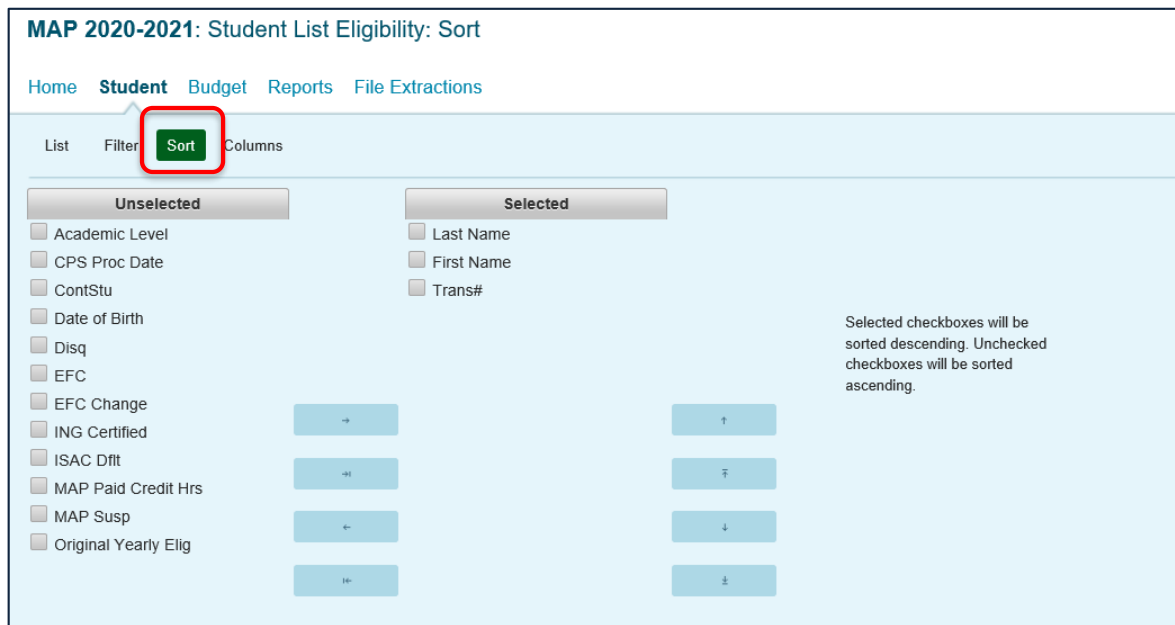 MAP 2020-2021: Student List Eligibility: Sort
Home Student Budget Reports File Extractions
List Filter Sort Columns
Unselected
Academic Level
CPS Proc Date
ContStu
Date of Birth
Disq
EFC
EFC Change
ING Certified
ISAC Dflt
MAP Paid Credit Hrs
MAP Susp
Original Yearly Elig
Selected
Last Name
First Name
Trans#
Selected checkboxes will be
sorted descending. Unchecked
checkboxes will be sorted
ascending.